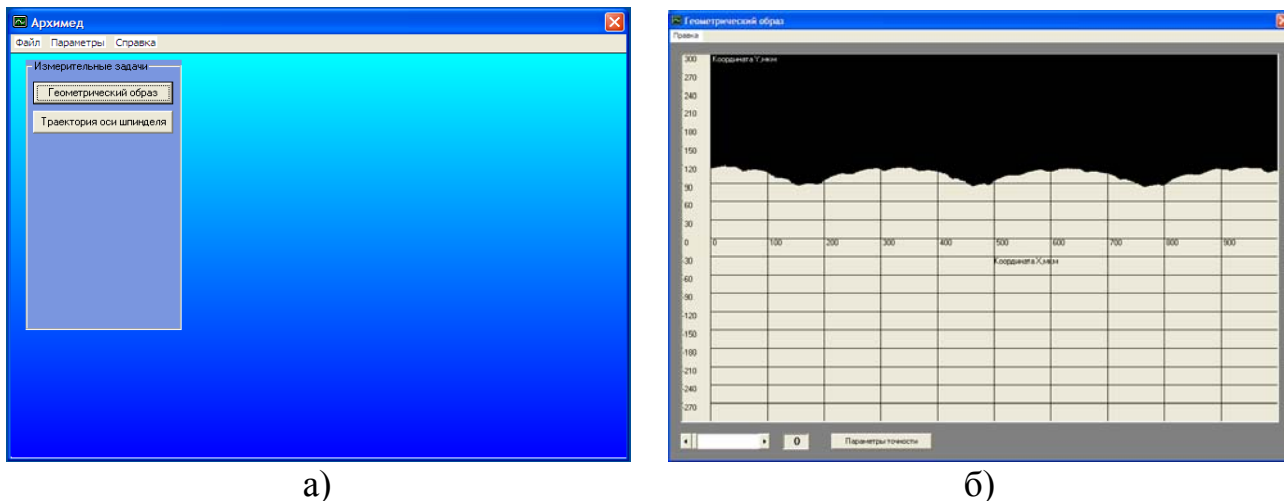 Архимед
Файл Параметры Справка
Измерительные задачи
Геометрический образ
Траектория оси шпинделя
а)
Геометрический образ
Правка
300 Координата Y,мкм
270
240
210
180
150
120
90
60
30
0 0 100 200 300 400 500 600 700 800 900
-30 Координата X,мкм
-60
-90
-120
-150
-180
-210
-240
-270
0 Параметры точности
б)